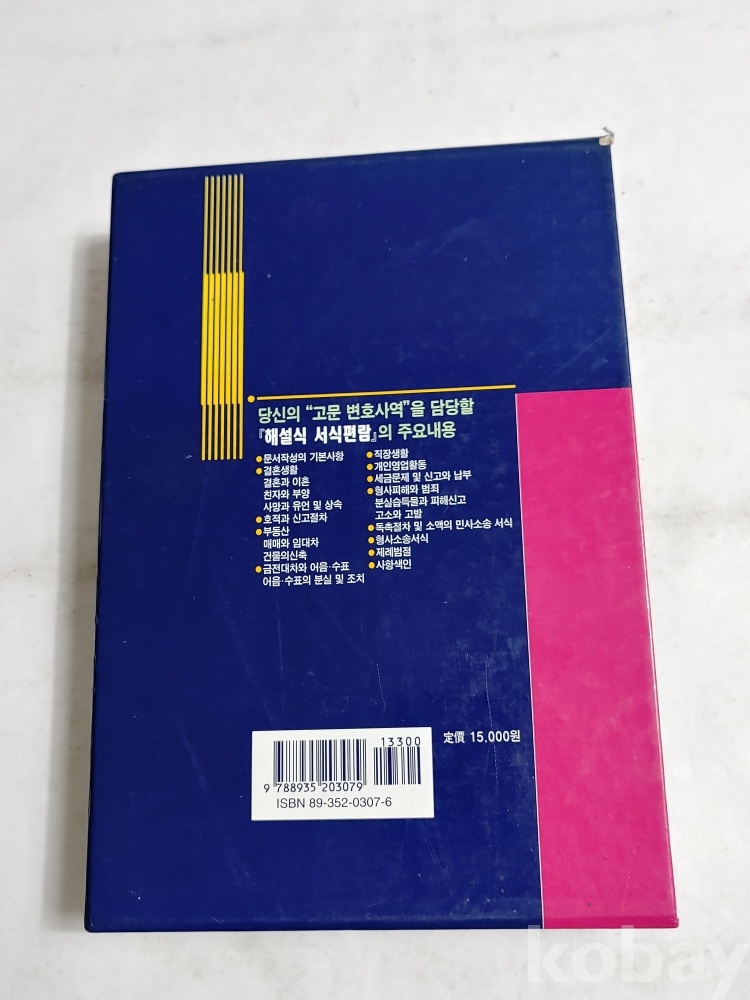 당신의 “고문 변호사역”을 담당할
『해설식 서식편람』의 주요내용
●문서작성의 기본사항
●결혼생활
결혼과 이혼
친자와 부양
사망과 유언 및 상속
●호적과 신고절차
●부동산
매매와 임대차
건물의신축
●금전대차와 어음·수표
어음·수표의 분실 및 조치
●직장생활
●개인영업활동
●세금문제 및 신고와 납부
●형사피해와 범죄
분실습득물과 피해신고
고소와 고발
●독촉절차 및 소액의 민사소송 서식
●형사소송서식
●제례범절
●사항색인
定價 15,000원
13300
9 788935 203079
ISBN 89-352-0307-6
kobay